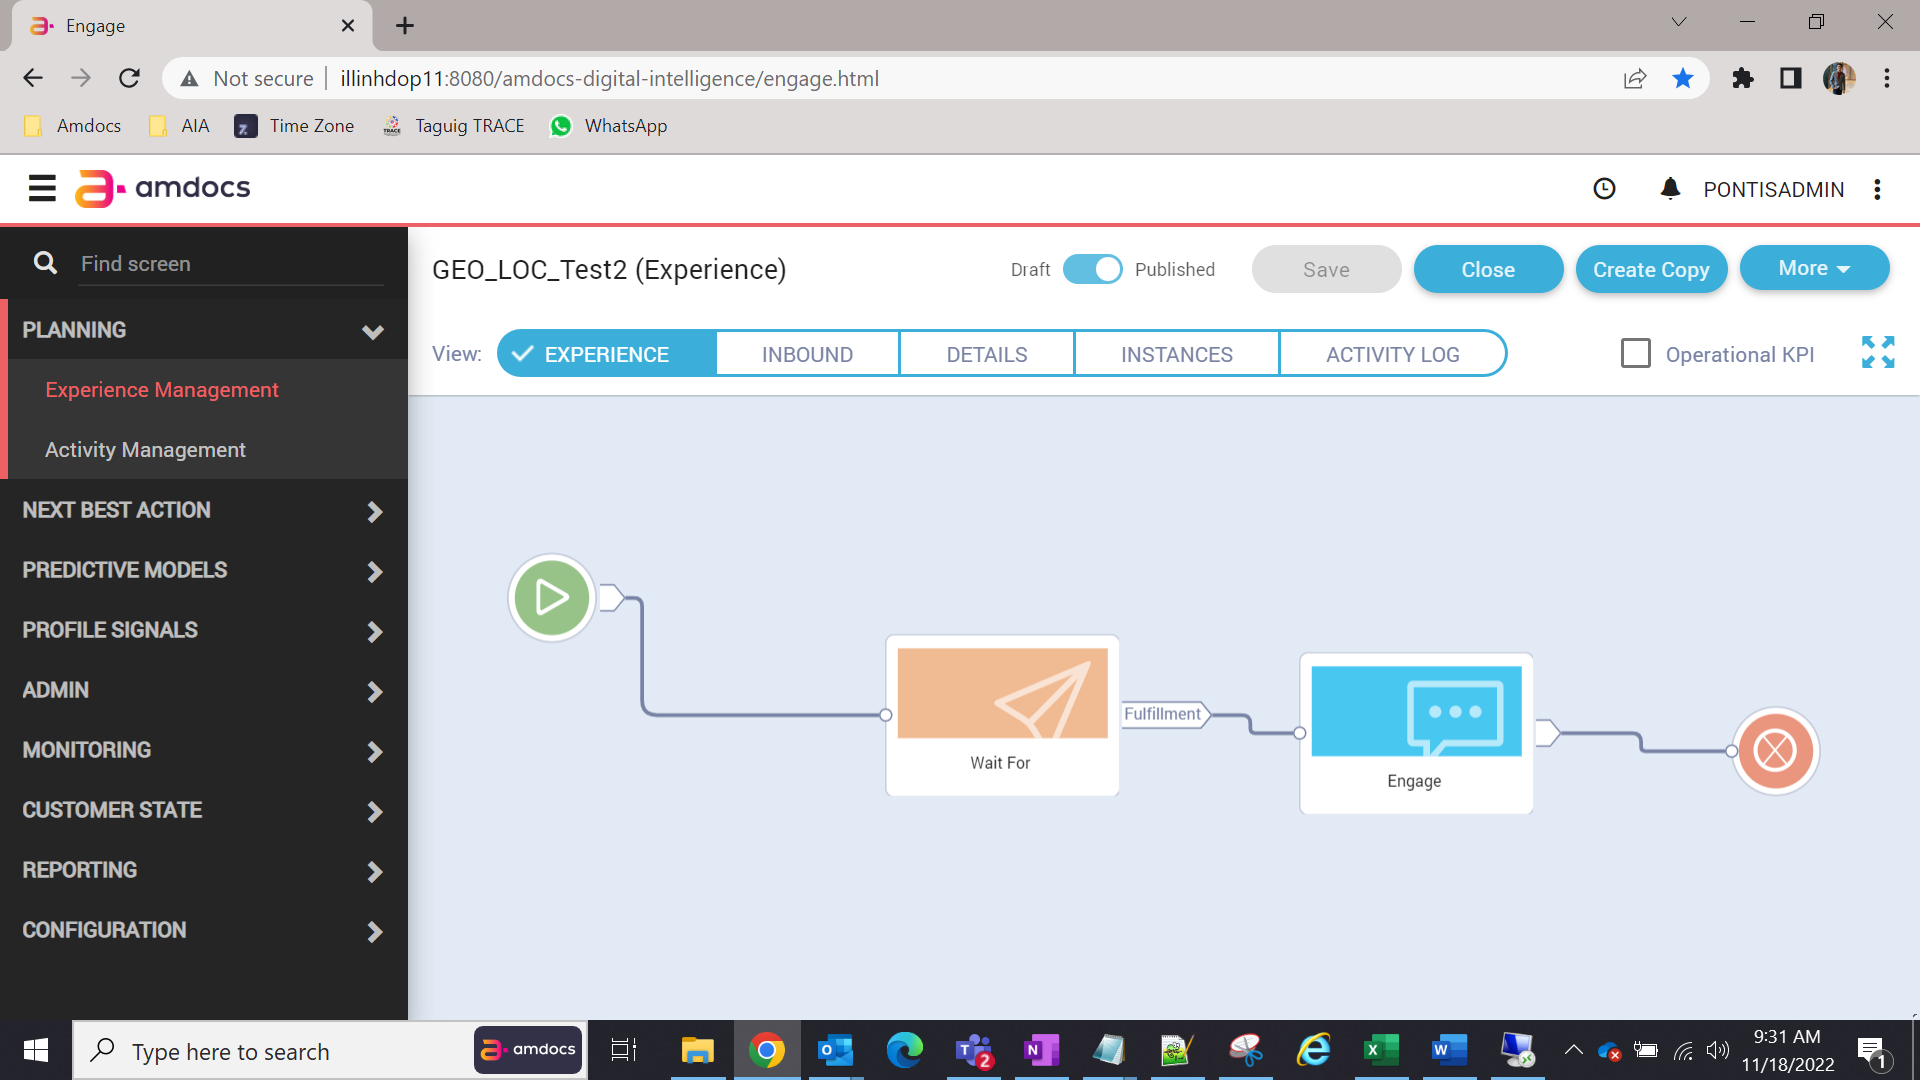 Engage
Not secure illinhdop11:8080/amdocs-digital-intelligence/engage.html
Amdocs AIA Time Zone Taguig TRACE WhatsApp
amdocs PONTISADMIN
Find screen
PLANNING
Experience Management
Activity Management
NEXT BEST ACTION
PREDICTIVE MODELS
PROFILE SIGNALS
ADMIN
MONITORING
CUSTOMER STATE
REPORTING
CONFIGURATION
GEO_LOC_Test2 (Experience) Draft Published Save Close Create Copy More
View: EXPERIENCE INBOUND DETAILS INSTANCES ACTIVITY LOG Operational KPI
Wait For
Fulfillment
Engage
Type here to search amdocs
9:31 AM
11/18/2022
2
1